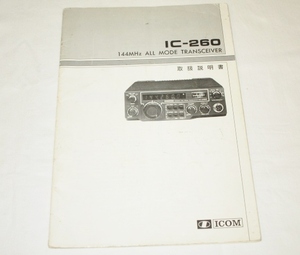 IC-260
144MHz ALL MODE TRANSCEIVER
取扱説明書
ICOM